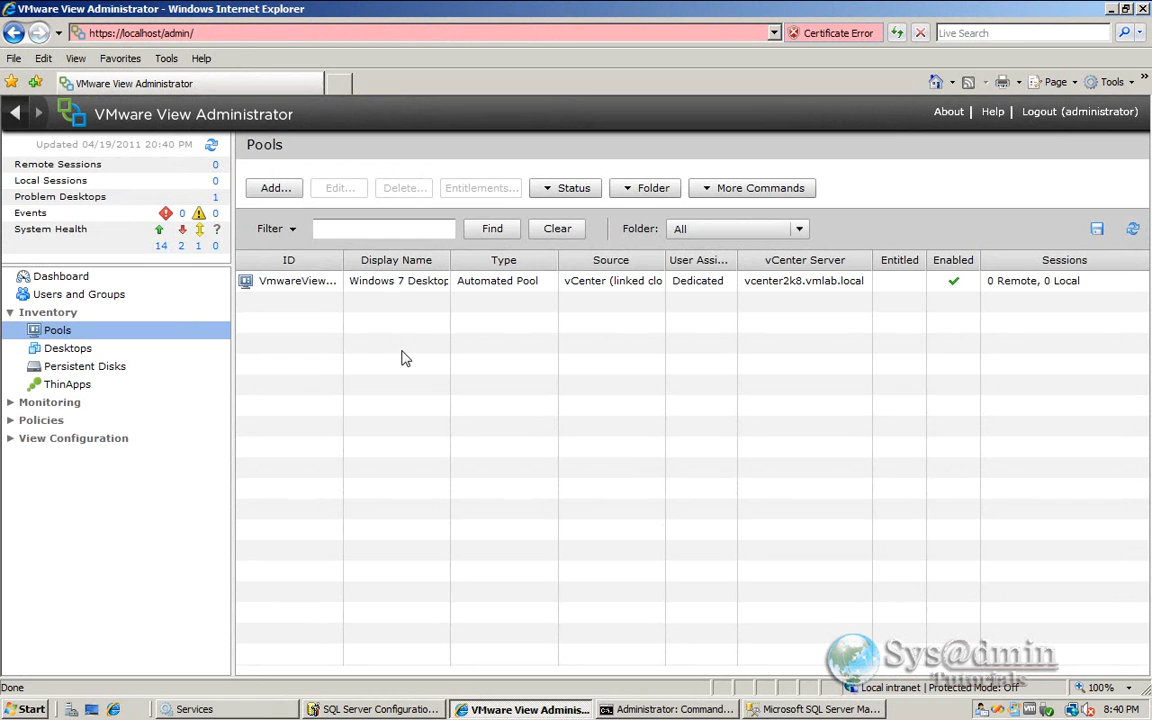 VMware View Administrator - Windows Internet Explorer
https://localhost/admin/
Certificate Error
Live Search
File Edit View Favorites Tools Help
VMware View Administrator
Page
Tools
VMware View Administrator
About | Help | Logout (administrator)
Updated 04/19/2011 20:40 PM
Remote Sessions 0
Local Sessions 0
Problem Desktops 1
Events 0 0
System Health ?
14 2 1 0
Dashboard
Users and Groups
Inventory
Pools
Desktops
Persistent Disks
ThinApps
Monitoring
Policies
View Configuration
Pools
Add... Edit... Delete... Entitlements... Status Folder More Commands
Filter Find Clear Folder: All
ID Display Name Type Source User Assi... vCenter Server Entitled Enabled Sessions
VmwareView... Windows 7 Desktop Automated Pool vCenter (linked clo Dedicated vcenter2k8.vmlab.local 0 Remote, 0 Local
Sys@dmin
Tutorials
Done
Local intranet | Protected Mode: Off
100%
Start
Services
SQL Server Configuratio...
VMware View Adminis...
Administrator: Command...
Microsoft SQL Server Ma...
8:40 PM